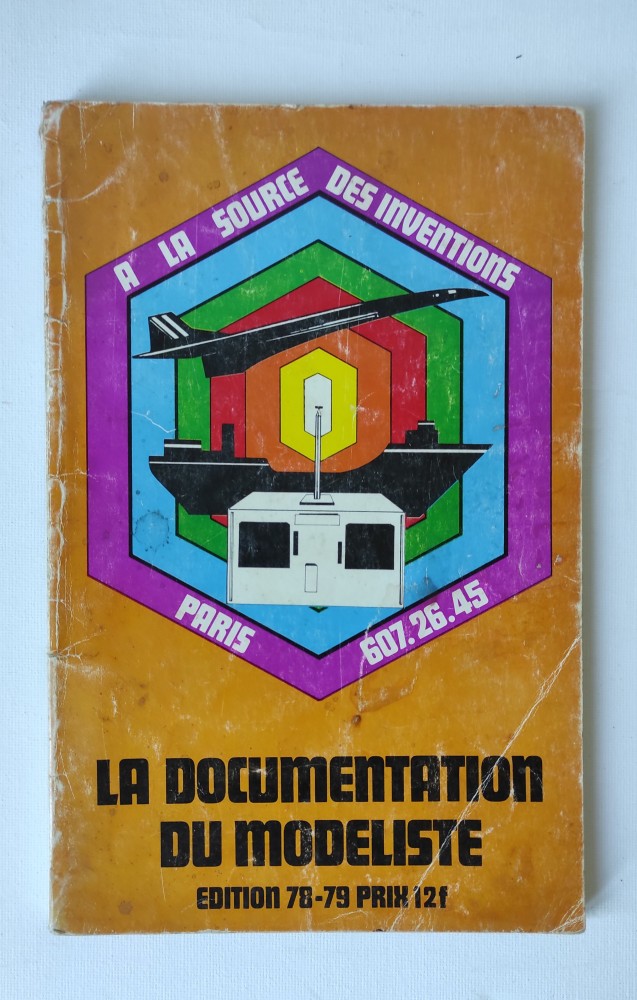 A LA SOURCE DES INVENTIONS
PARIS 607.26.45
LA DOCUMENTATION
DU MODELISTE
EDITION 78-79 PRIX 12f